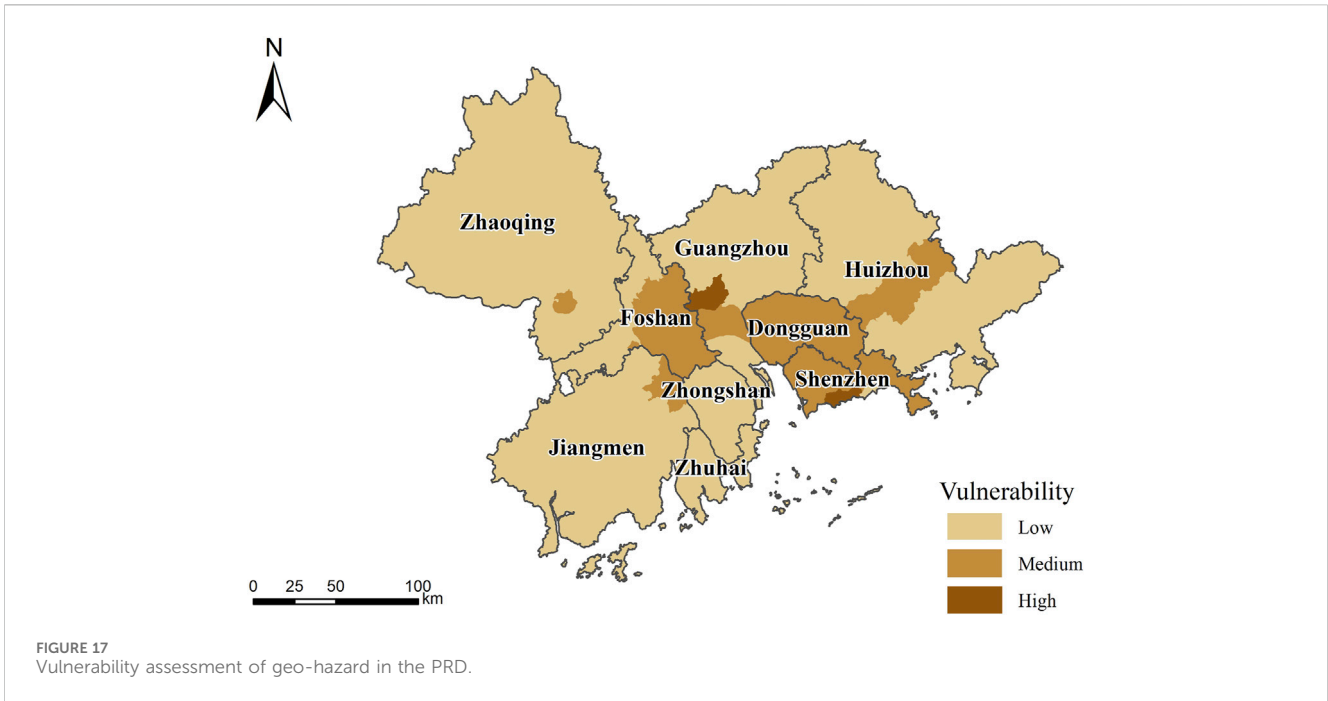 N
Zhaoqing
Guangzhou
Huizhou
Foshan
Dongguan
Shenzhen
Zhongshan
Jiangmen
Zhuhai
Vulnerability
Low
Medium
High
0 25 50 100
km
FIGURE 17
Vulnerability assessment of geo-hazard in the PRD.